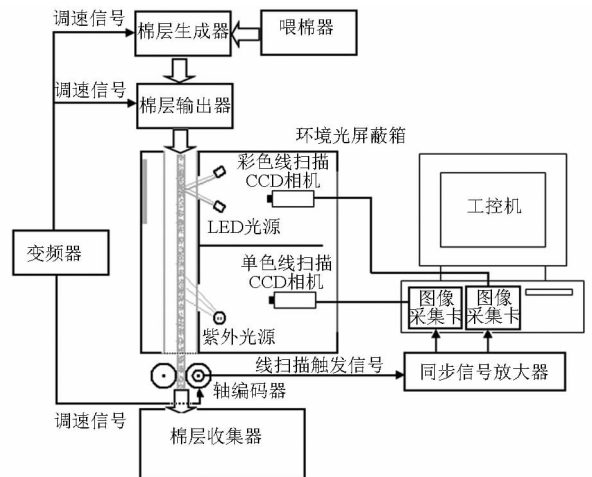 调速信号
棉层生成器
喂棉器
调速信号
棉层输出器
环境光屏蔽箱
彩色线扫描
CCD相机
LED光源
工控机
变频器
单色线扫描
CCD相机
图像
采集卡
图像
采集卡
紫外光源
线扫描触发信号
同步信号放大器
轴编码器
调速信号
棉层收集器